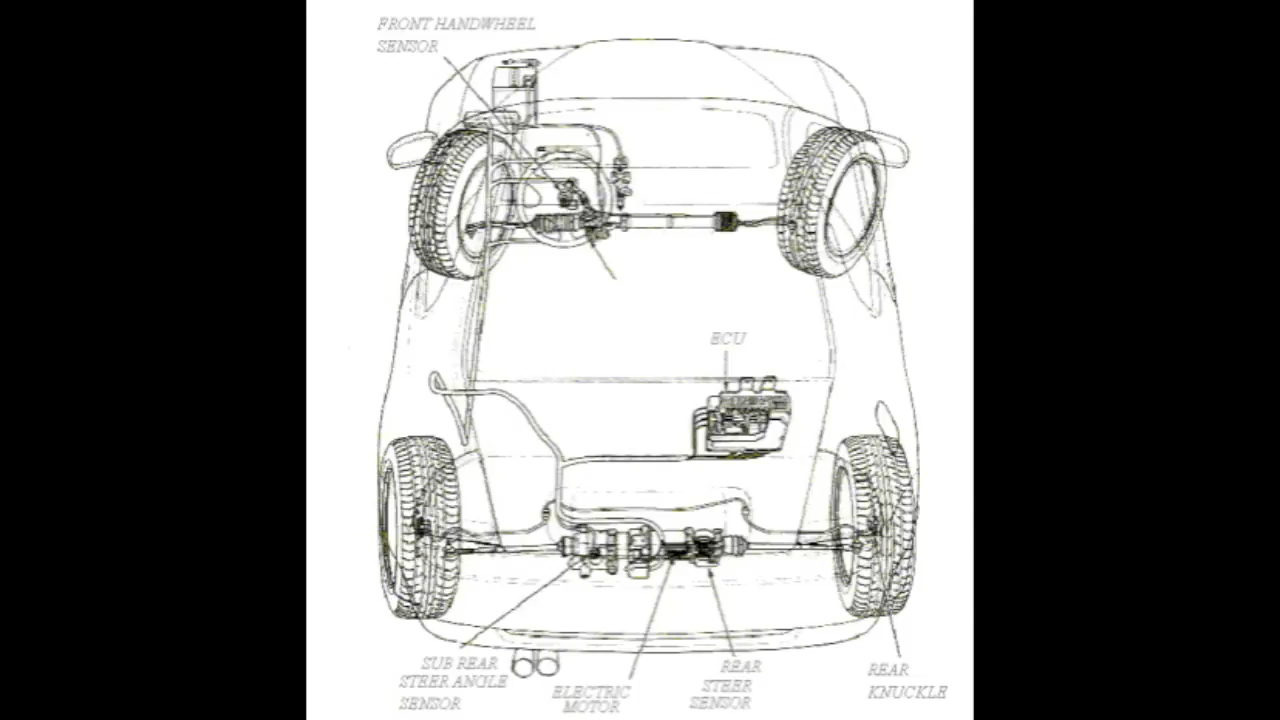 FRONT HANDWHEEL
SENSOR
ECU
SUB REAR
STEER ANGLE
SENSOR
ELECTRIC
MOTOR
REAR
STEER
SENSOR
REAR
KNUCKLE